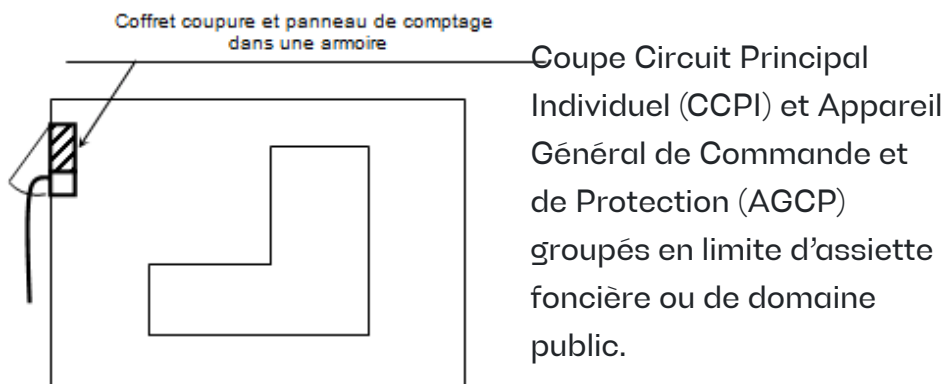 Coffret coupure et panneau de comptage
dans une armoire
Coupe Circuit Principal
Individuel (CCPI) et Appareil
Général de Commande et
de Protection (AGCP)
groupés en limite d’assiette
foncière ou de domaine
public.